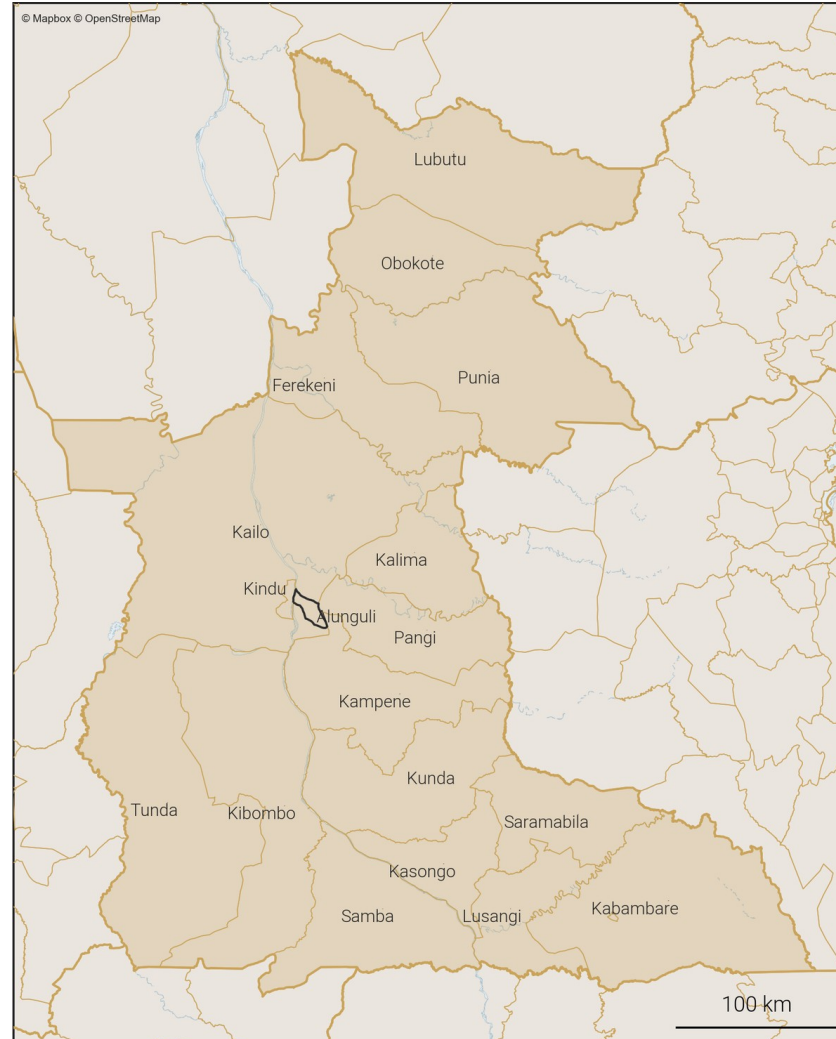 © Mapbox © OpenStreetMap
Lubutu
Obokote
Punia
Ferekeni
Kailo
Kalima
Kindu
Alunguli
Pangi
Kampene
Kunda
Tunda
Kibombo
Saramabila
Kasongo
Samba
Lusangi
Kabambare
100 km